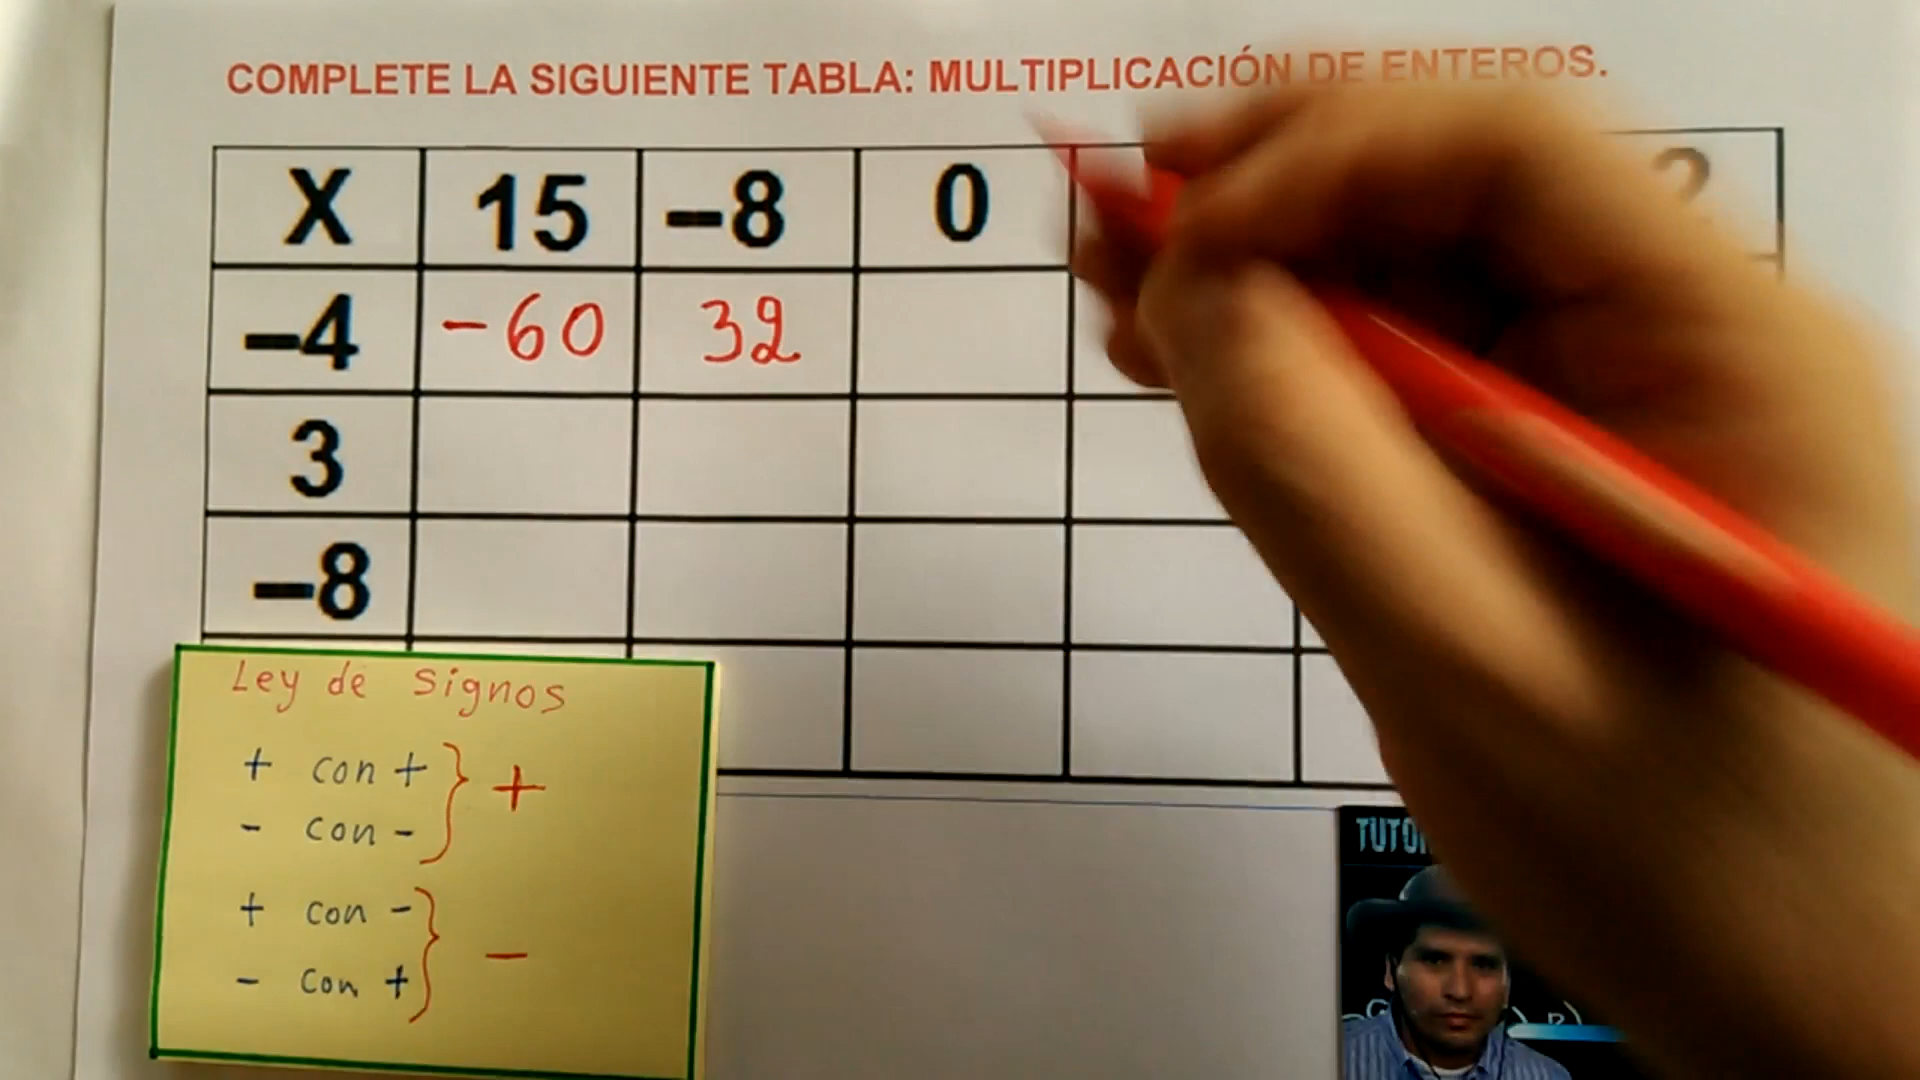 COMPLETE LA SIGUIENTE TABLA: MULTIPLICACIÓN DE ENTEROS.
X 15 –8 0 2
–4 -60 32
3
–8
Ley de signos
+ con + } +
- con -
+ con - } -
- con +